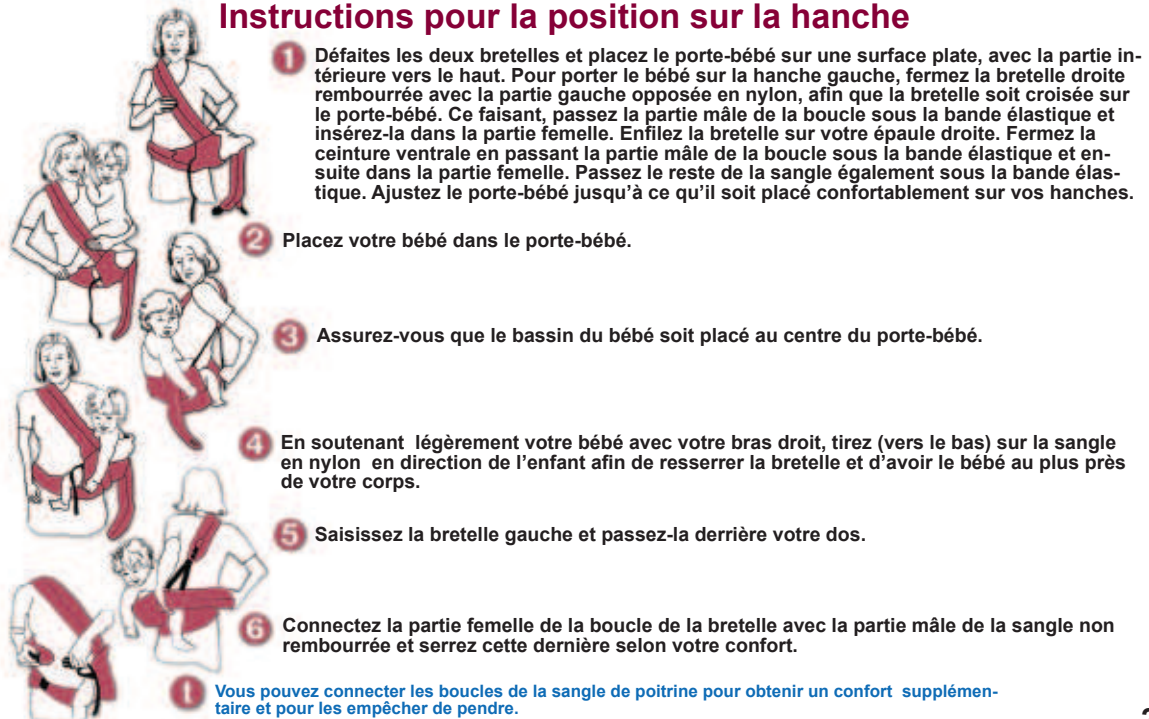 Instructions pour la position sur la hanche
1 Défaites les deux bretelles et placez le porte-bébé sur une surface plate, avec la partie in-
térieure vers le haut. Pour porter le bébé sur la hanche gauche, fermez la bretelle droite
rembourrée avec la partie gauche opposée en nylon, afin que la bretelle soit croisée sur
le porte-bébé. Ce faisant, passez la partie mâle de la boucle sous la bande élastique et
insérez-la dans la partie femelle. Enfilez la bretelle sur votre épaule droite. Fermez la
ceinture ventrale en passant la partie mâle de la boucle sous la bande élastique et en-
suite dans la partie femelle. Passez le reste de la sangle également sous la bande élas-
tique. Ajustez le porte-bébé jusqu'à ce qu'il soit placé confortablement sur vos hanches.
2 Placez votre bébé dans le porte-bébé.
3 Assurez-vous que le bassin du bébé soit placé au centre du porte-bébé.
4 En soutenant légèrement votre bébé avec votre bras droit, tirez (vers le bas) sur la sangle
en nylon en direction de l'enfant afin de resserrer la bretelle et d'avoir le bébé au plus près
de votre corps.
5 Saisissez la bretelle gauche et passez-la derrière votre dos.
6 Connectez la partie femelle de la boucle de la bretelle avec la partie mâle de la sangle non
rembourrée et serrez cette dernière selon votre confort.
! Vous pouvez connecter les boucles de la sangle de poitrine pour obtenir un confort supplémen-
taire et pour les empêcher de pendre.